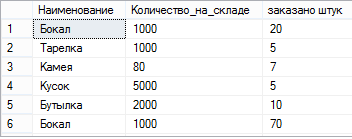 Наименование Количество_на_складе заказано штук
1 Бокал 1000 20
2 Тарелка 1000 5
3 Камея 80 7
4 Кусок 5000 5
5 Бутылка 2000 10
6 Бокал 1000 70